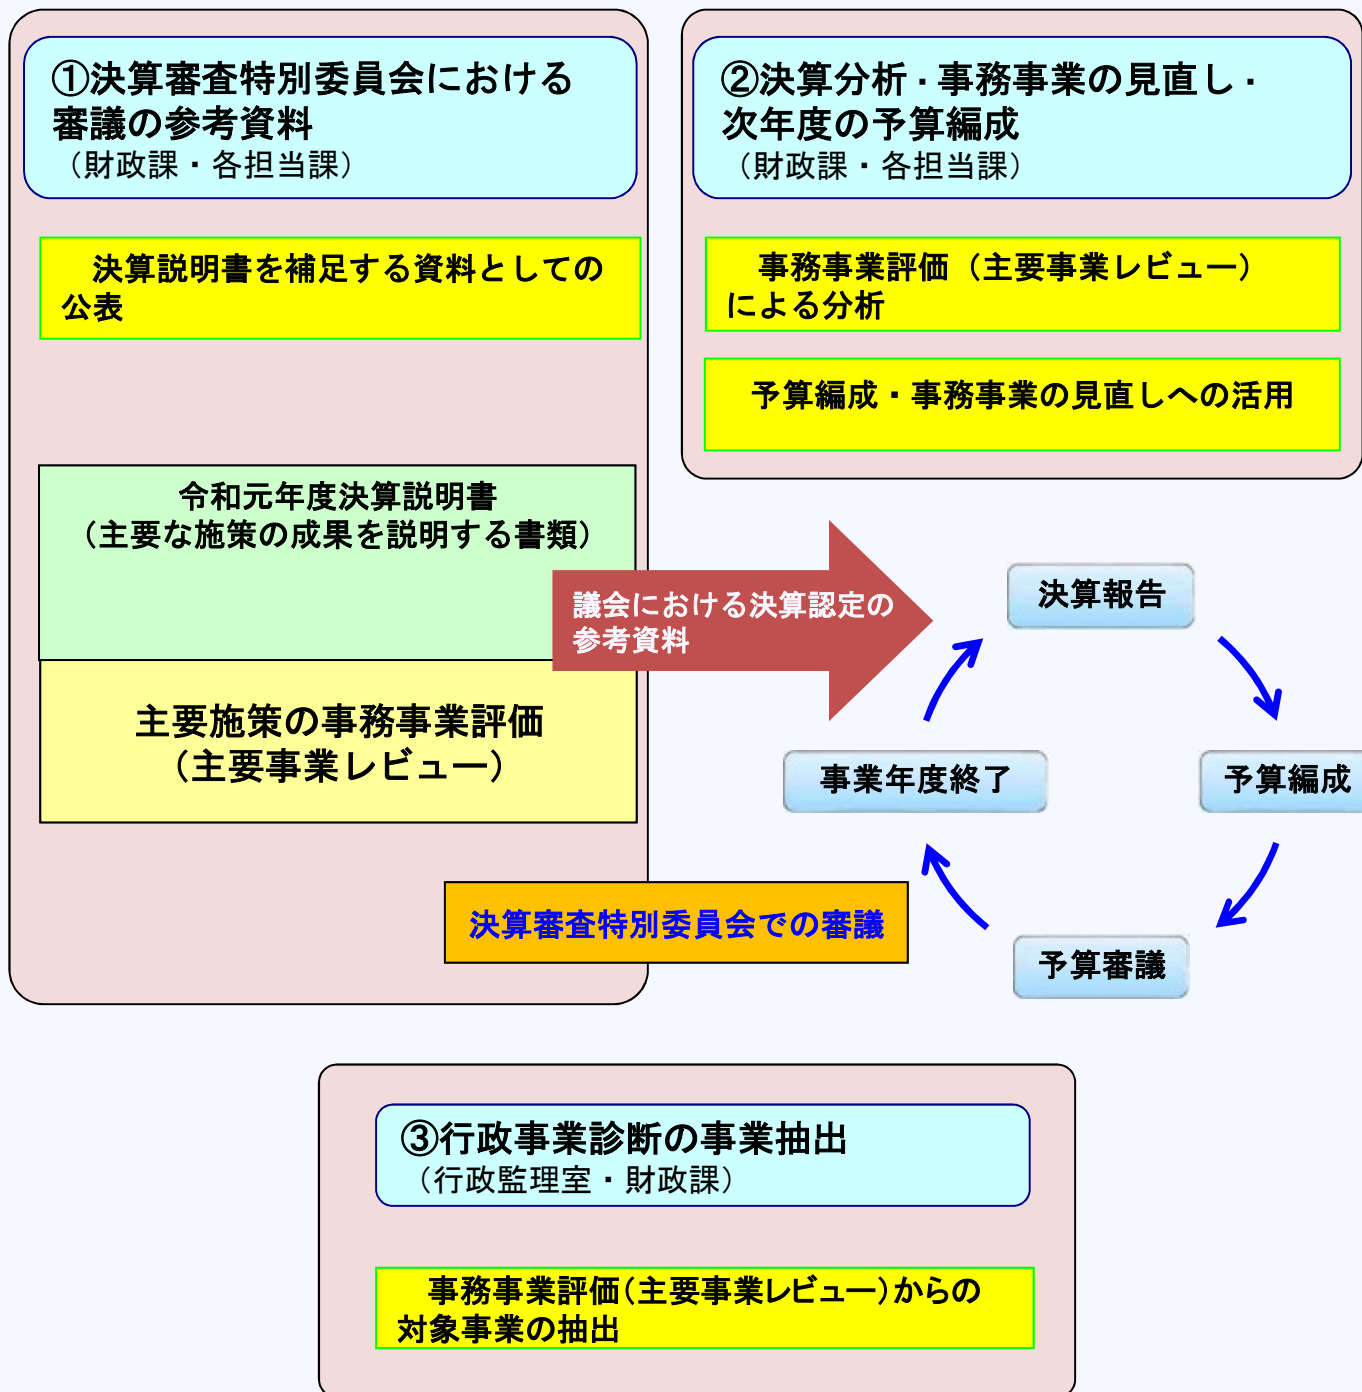 ①決算審査特別委員会における
審議の参考資料
（財政課・各担当課）
決算説明書を補足する資料としての
公表
令和元年度決算説明書
（主要な施策の成果を説明する書類）
主要施策の事務事業評価
（主要事業レビュー）
議会における決算認定の
参考資料
決算審査特別委員会での審議
②決算分析・事務事業の見直し・
次年度の予算編成
（財政課・各担当課）
事務事業評価（主要事業レビュー）
による分析
予算編成・事務事業の見直しへの活用
決算報告
事業年度終了
予算編成
予算審議
③行政事業診断の事業抽出
（行政監理室・財政課）
事務事業評価（主要事業レビュー）からの
対象事業の抽出